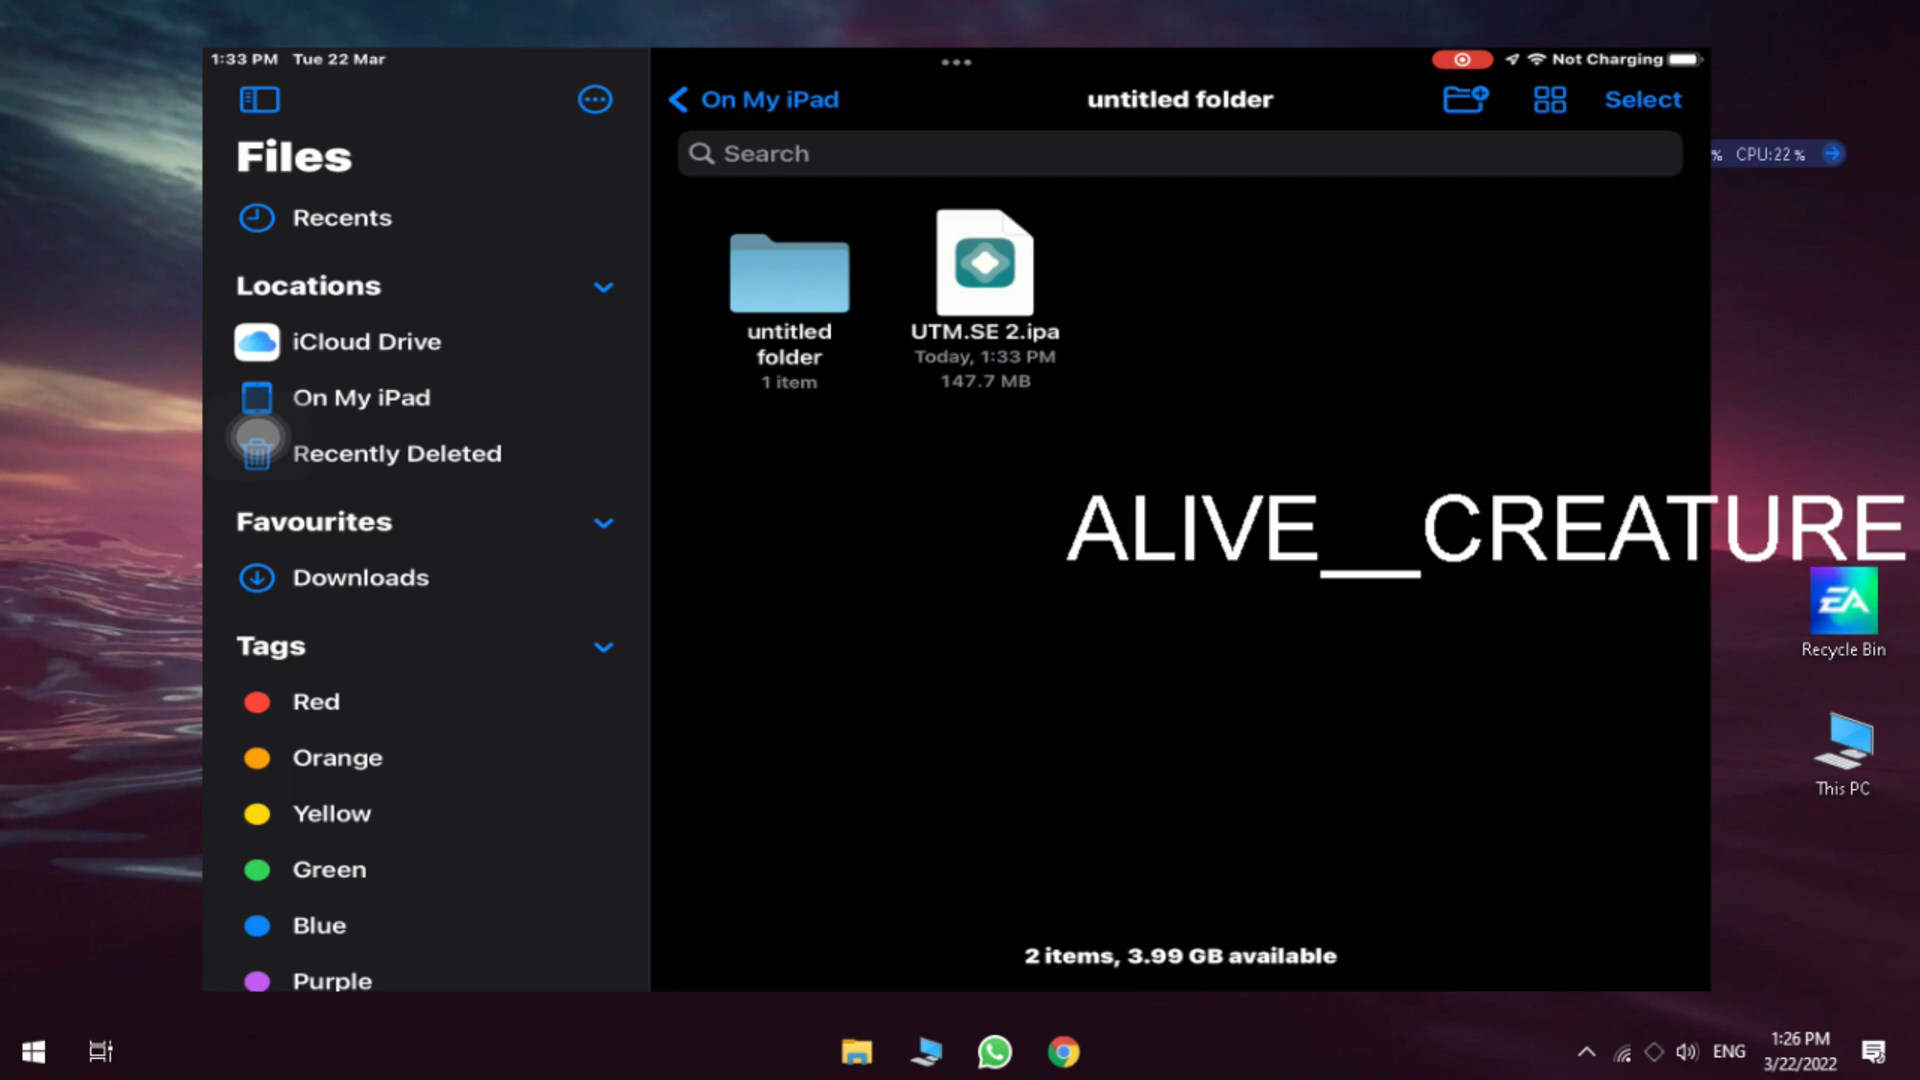 1:33 PM Tue 22 Mar
Not Charging
On My iPad
untitled folder
Select
Files
Search
% CPU:22 %
Recents
Locations
iCloud Drive
On My iPad
Recently Deleted
Favourites
Downloads
Tags
Red
Orange
Yellow
Green
Blue
Purple
untitled
folder
1 item
UTM.SE 2.ipa
Today, 1:33 PM
147.7 MB
ALIVE__CREATURE
EA
Recycle Bin
This PC
2 items, 3.99 GB available
ENG
1:26 PM
3/22/2022